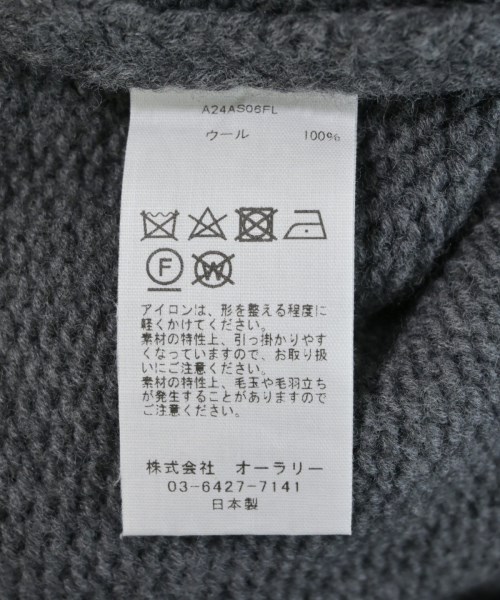 A24AS06FL
ウール 100%
F W
アイロンは、形を整える程度に
軽くかけてください。
素材の特性上、引っ掛かりやす
くなっていますので、お取り扱
いにご注意ください。
素材の特性上、毛玉や毛羽立ち
が発生することがありますので
ご注意ください。
株式会社 オーラリー
03-6427-7141
日本製